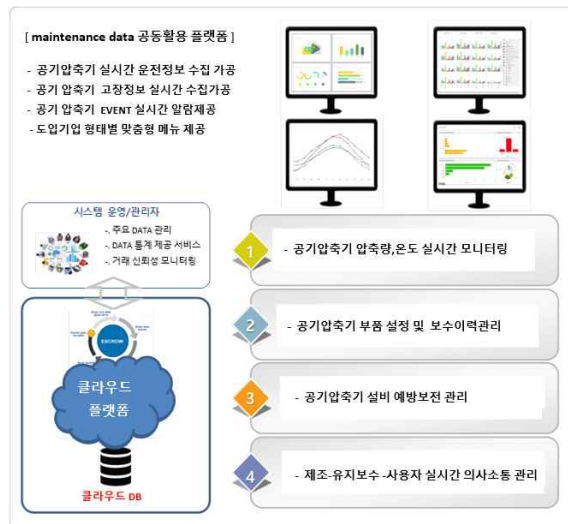 [ maintenance data 공동활용 플랫폼 ]
- 공기압축기 실시간 운전정보 수집 가공
- 공기 압축기 고장정보 실시간 수집가공
- 공기 압축기 EVENT 실시간 알람제공
- 도입기업 형태별 맞춤형 메뉴 제공
시스템 운영/관리자
-. 주요 DATA 관리
-. DATA 통계 제공 서비스
-. 거래 신뢰성 모니터링
ESCROW
클라우드
플랫폼
클라우드 DB
1 - 공기압축기 압축량,온도 실시간 모니터링
2 - 공기압축기 부품 설정 및 보수이력관리
3 - 공기압축기 설비 예방보전 관리
4 - 제조-유지보수 -사용자 실시간 의사소통 관리